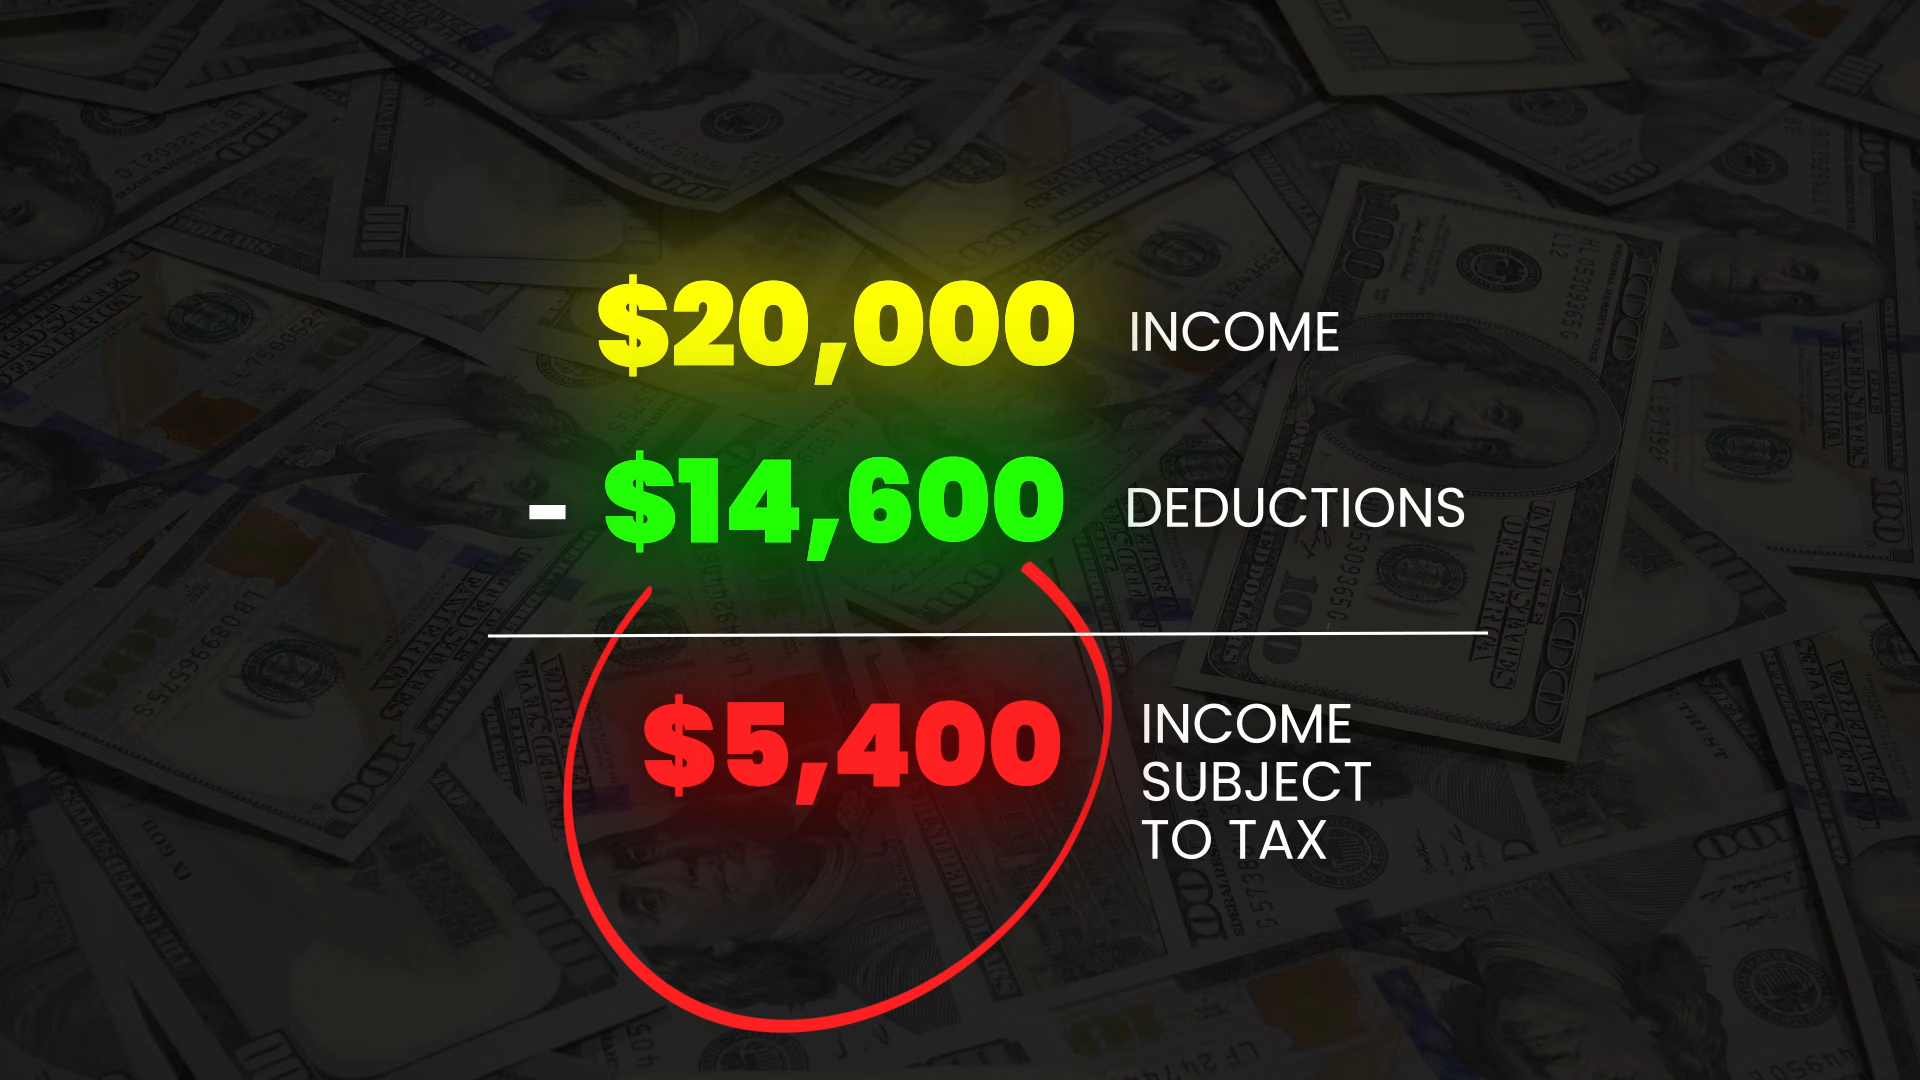 $20,000 INCOME
- $14,600 DEDUCTIONS
$5,400 INCOME
SUBJECT
TO TAX